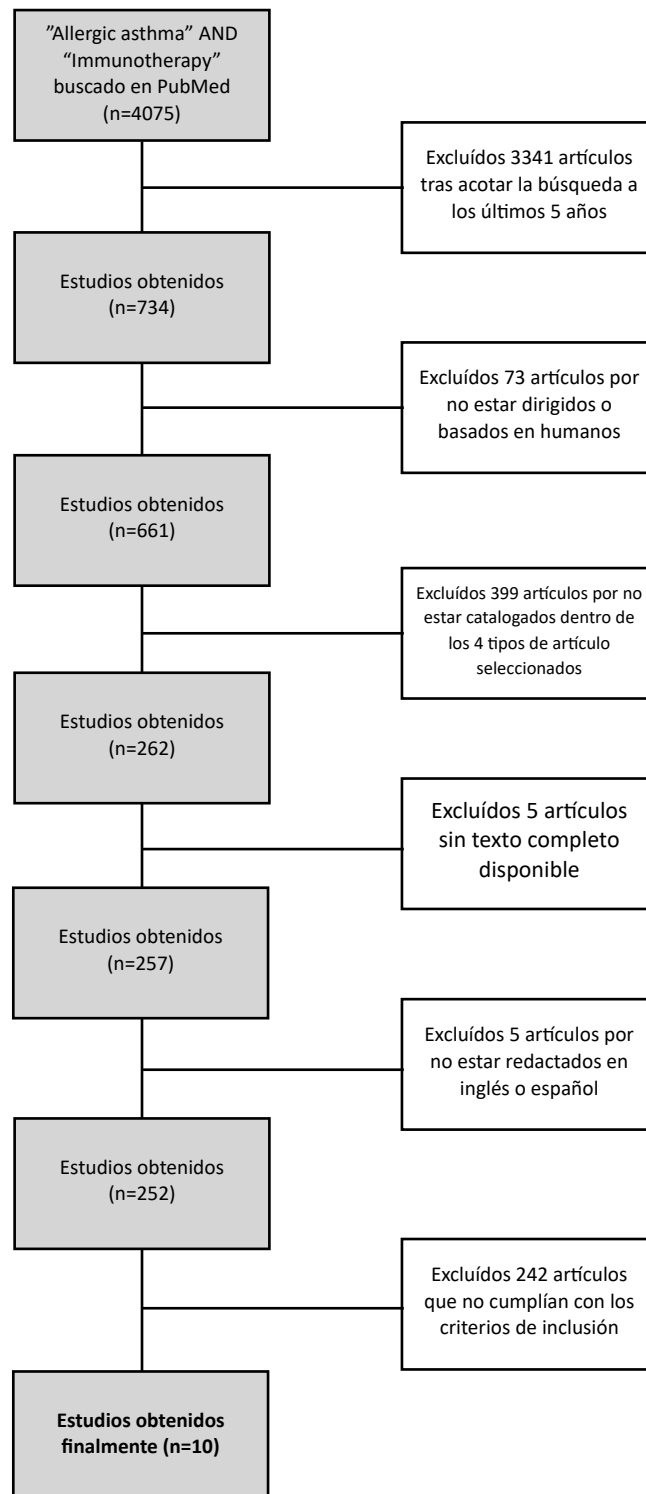 ”Allergic asthma” AND
“Immunotherapy”
buscado en PubMed
(n=4075)
Excluídos 3341 artículos
tras acotar la búsqueda a
los últimos 5 años
Estudios obtenidos
(n=734)
Excluídos 73 artículos por
no estar dirigidos o
basados en humanos
Estudios obtenidos
(n=661)
Excluídos 399 artículos por no
estar catalogados dentro de
los 4 tipos de artículo
seleccionados
Estudios obtenidos
(n=262)
Excluídos 5 artículos
sin texto completo
disponible
Estudios obtenidos
(n=257)
Excluídos 5 artículos por
no estar redactados en
inglés o español
Estudios obtenidos
(n=252)
Excluídos 242 artículos
que no cumplían con los
criterios de inclusión
Estudios obtenidos
finalmente (n=10)